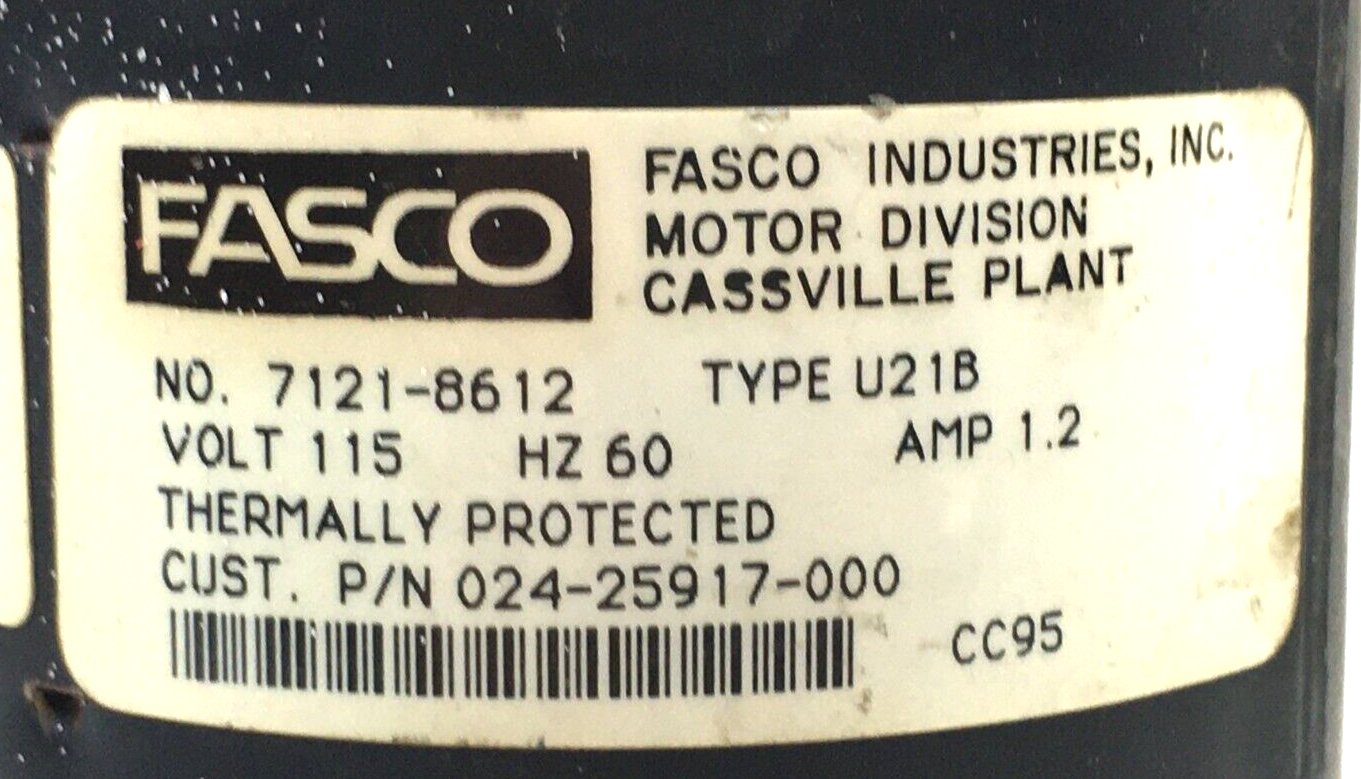 FASCO
FASCO INDUSTRIES, INC.
MOTOR DIVISION
CASSVILLE PLANT
NO. 7121-8612 TYPE U21B
VOLT 115 HZ 60 AMP 1.2
THERMALLY PROTECTED
CUST. P/N 024-25917-000
CC95